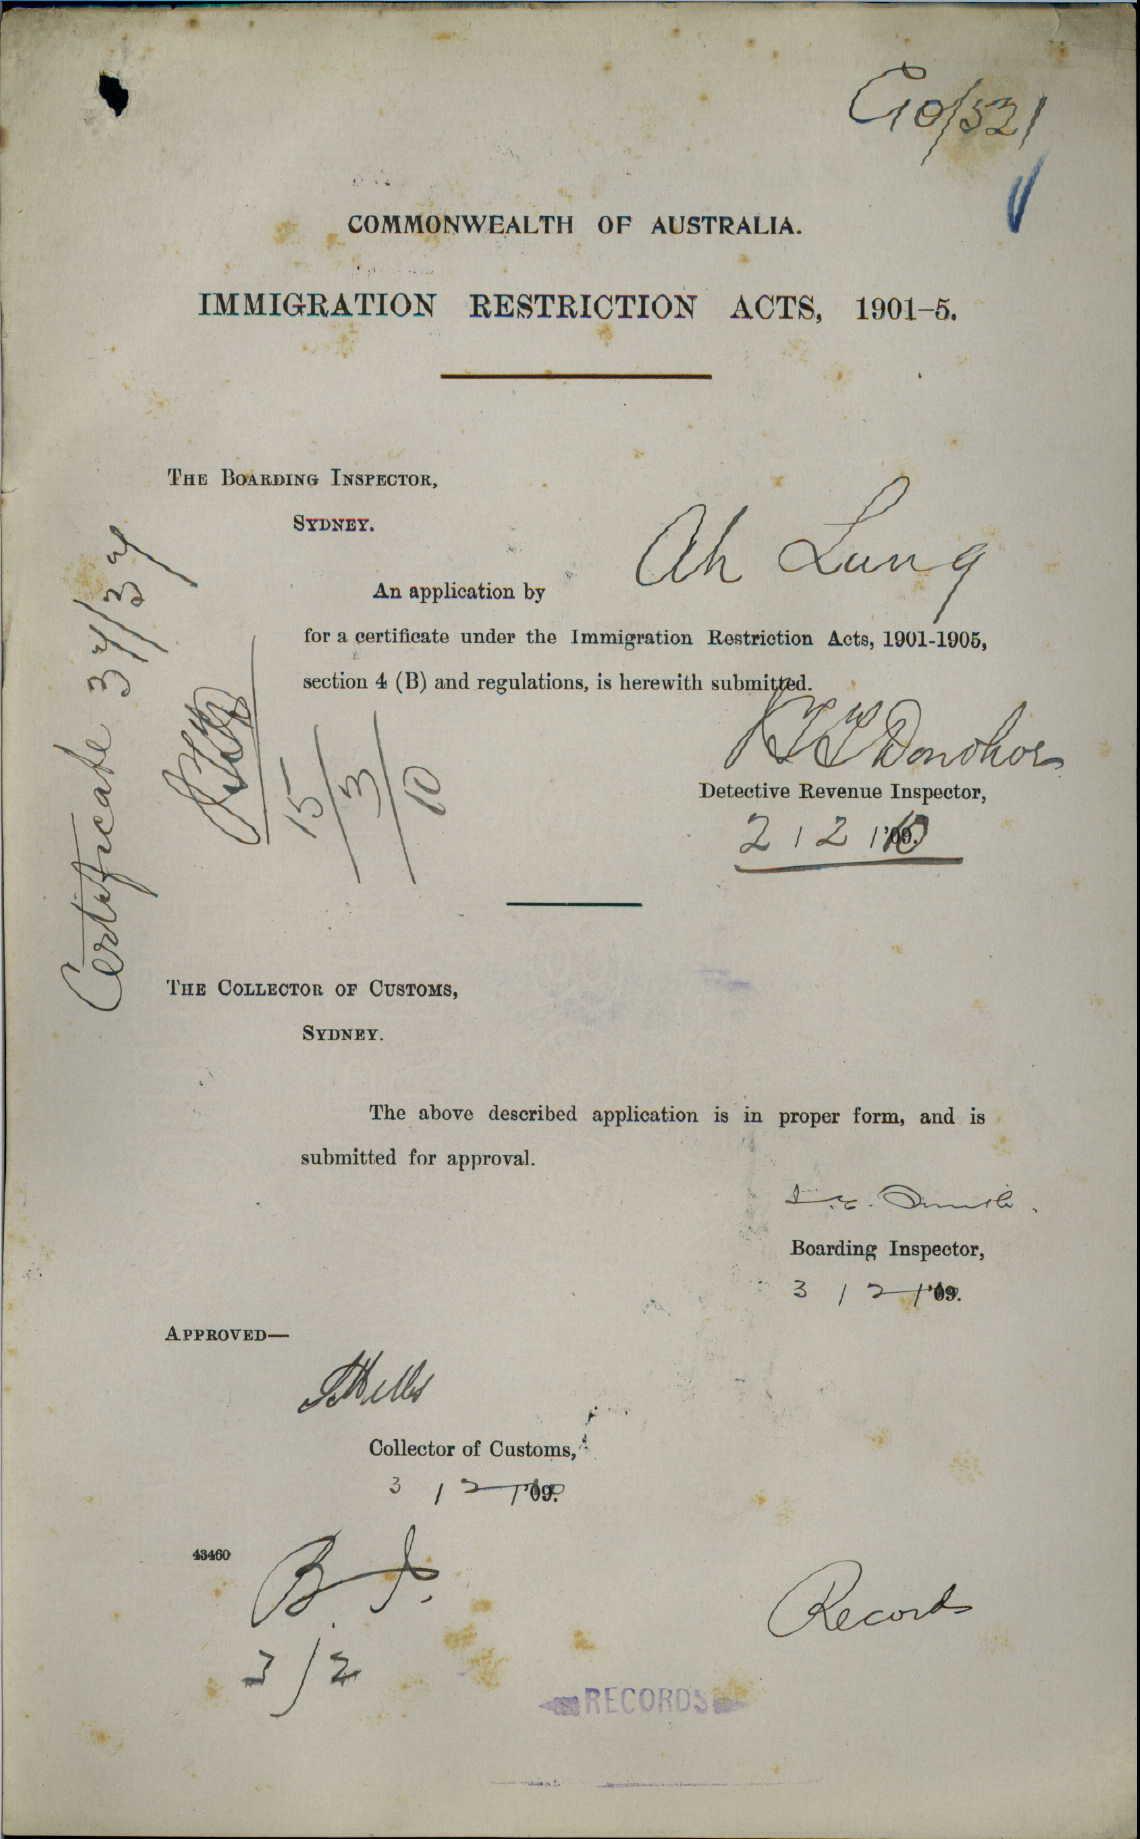 C10/521
COMMONWEALTH OF AUSTRALIA.
IMMIGRATION RESTRICTION ACTS, 1901–5.
THE BOARDING INSPECTOR,
SYDNEY.
An application by Ah Lung
for a certificate under the Immigration Restriction Acts, 1901-1905,
section 4 (B) and regulations, is herewith submitted.
Donohoe
Detective Revenue Inspector,
2 / 2 / 10
Certificate 37/37
15/3/10
THE COLLECTOR OF CUSTOMS,
SYDNEY.
The above described application is in proper form, and is
submitted for approval.
Boarding Inspector,
3 / 2 / '09.
APPROVED—
Collector of Customs,
3 / 2 / '09.
43460
B. I.
3/2
Records
RECORDS